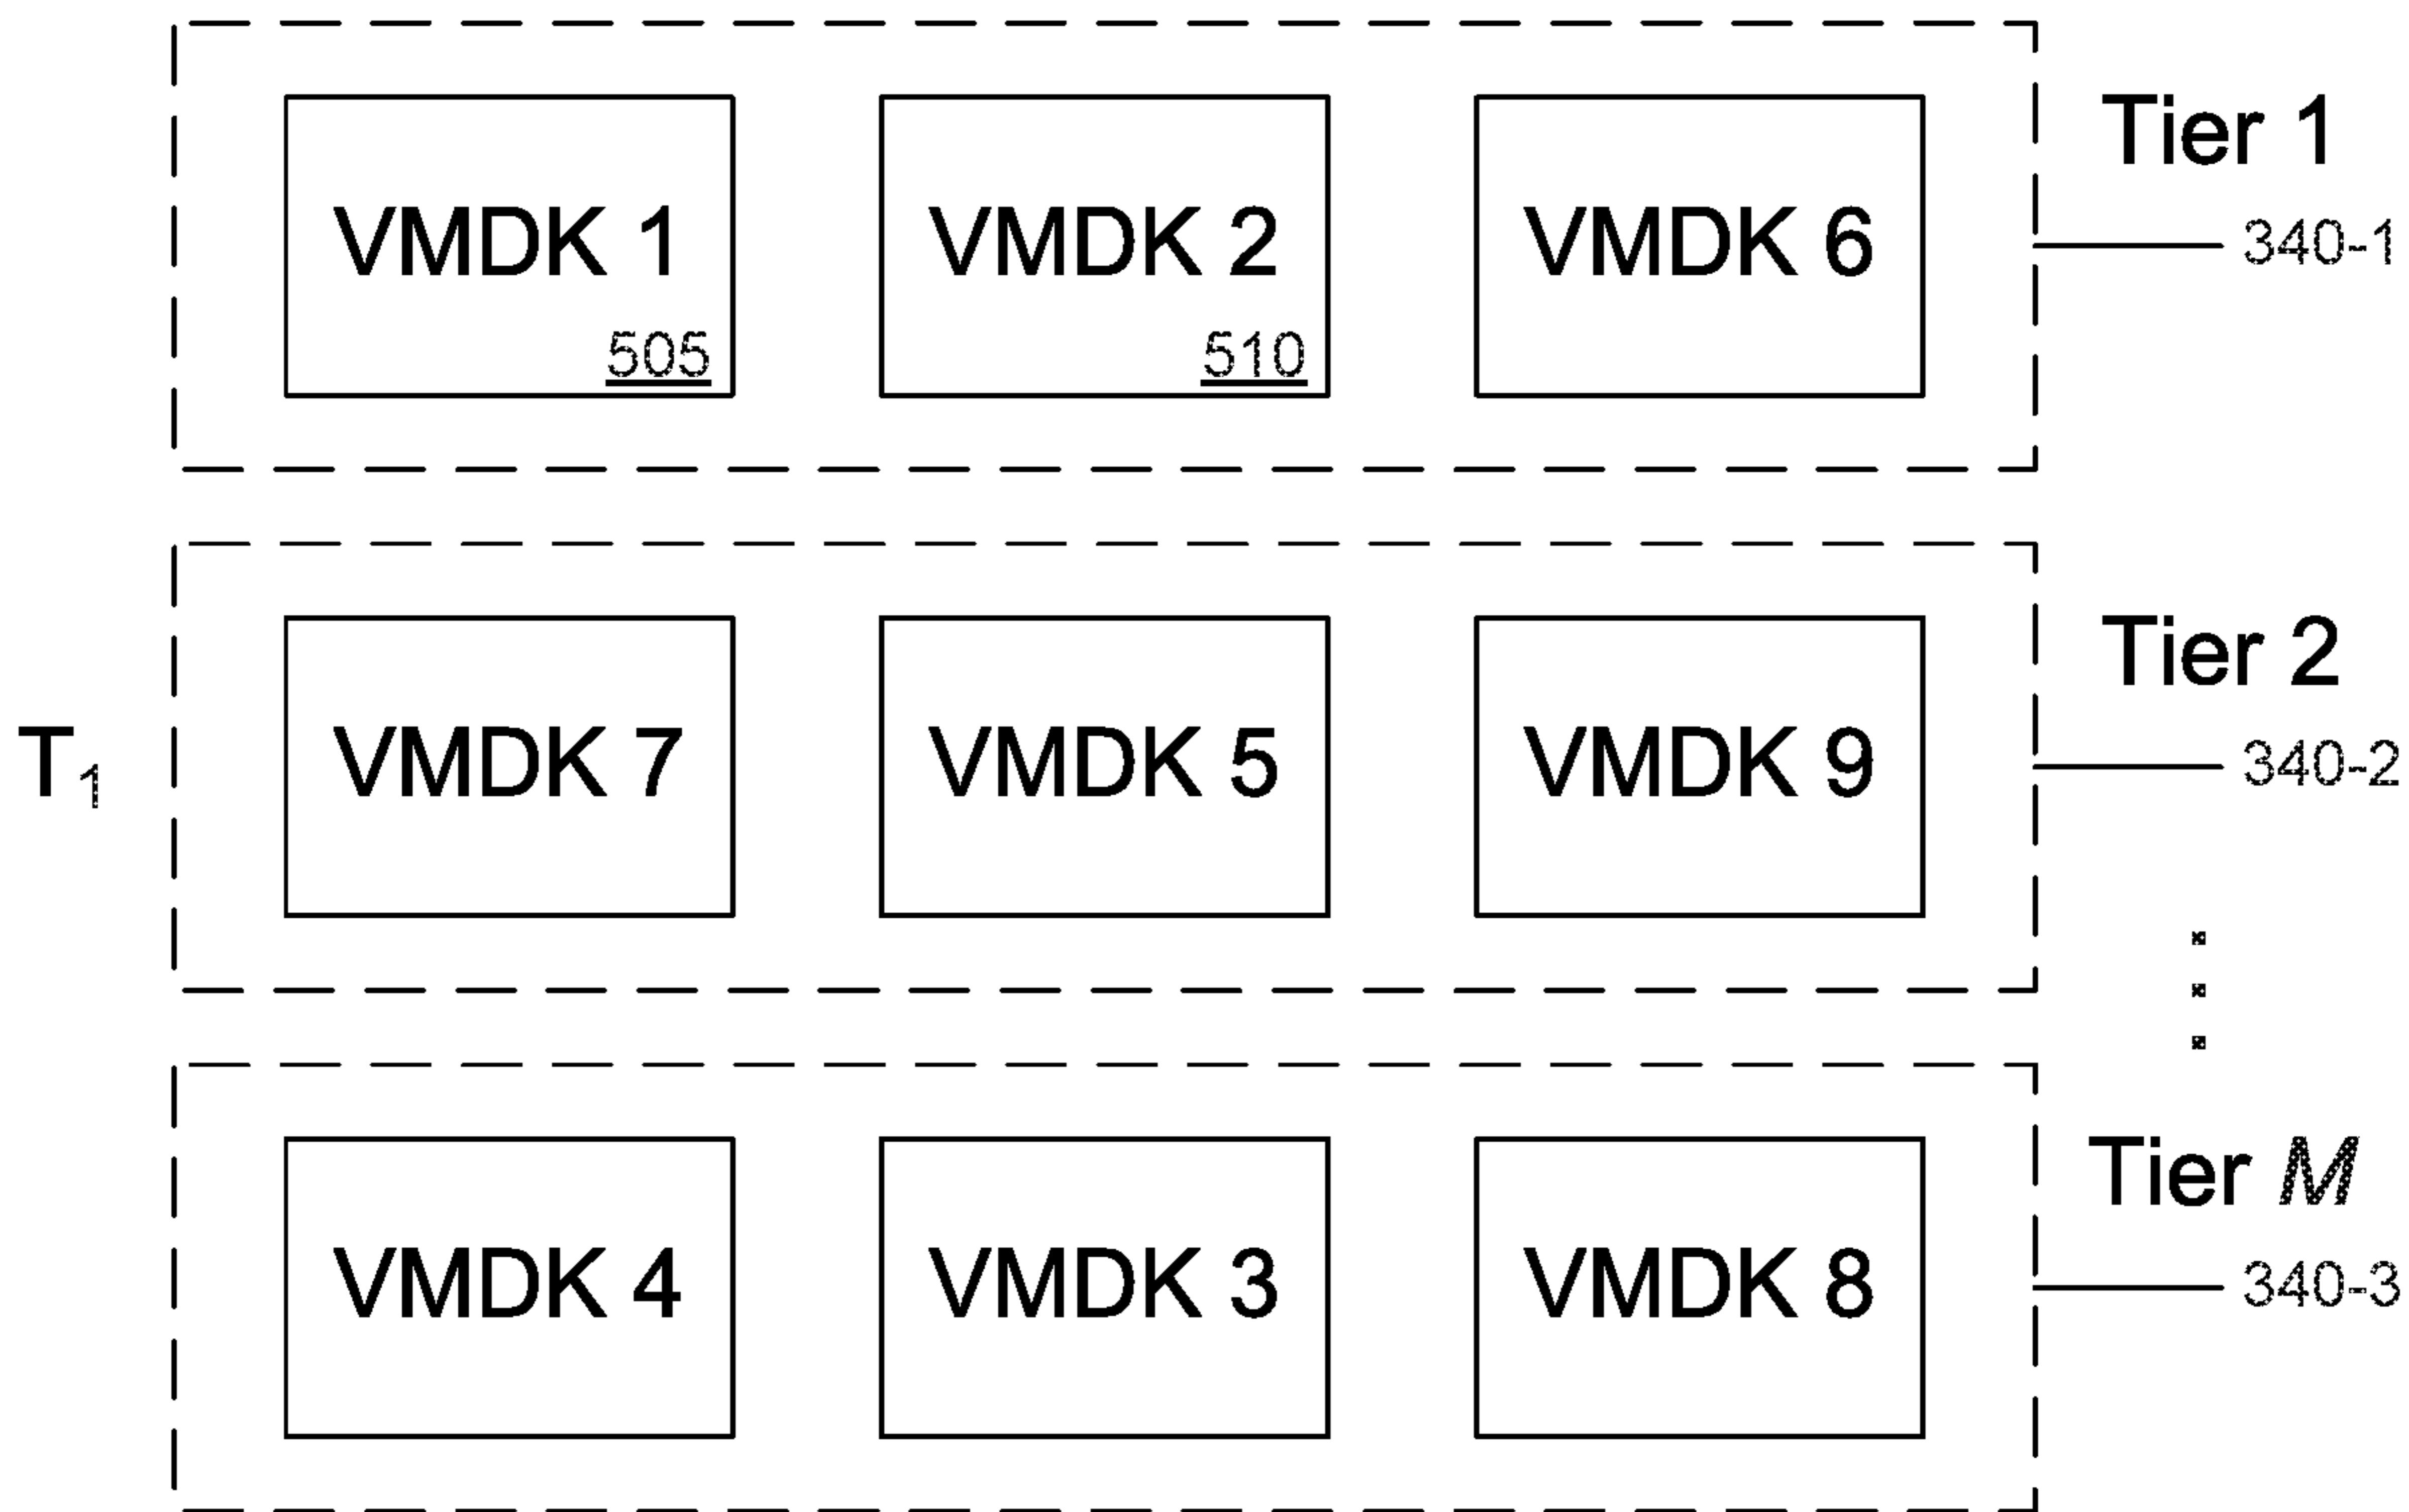 VMDK 1 VMDK 2 VMDK 6 Tier 1
340-1
505 510
Tier 2
T1 VMDK 7 VMDK 5 VMDK 9 340-2
Tier M
VMDK 4 VMDK 3 VMDK 8 340-3